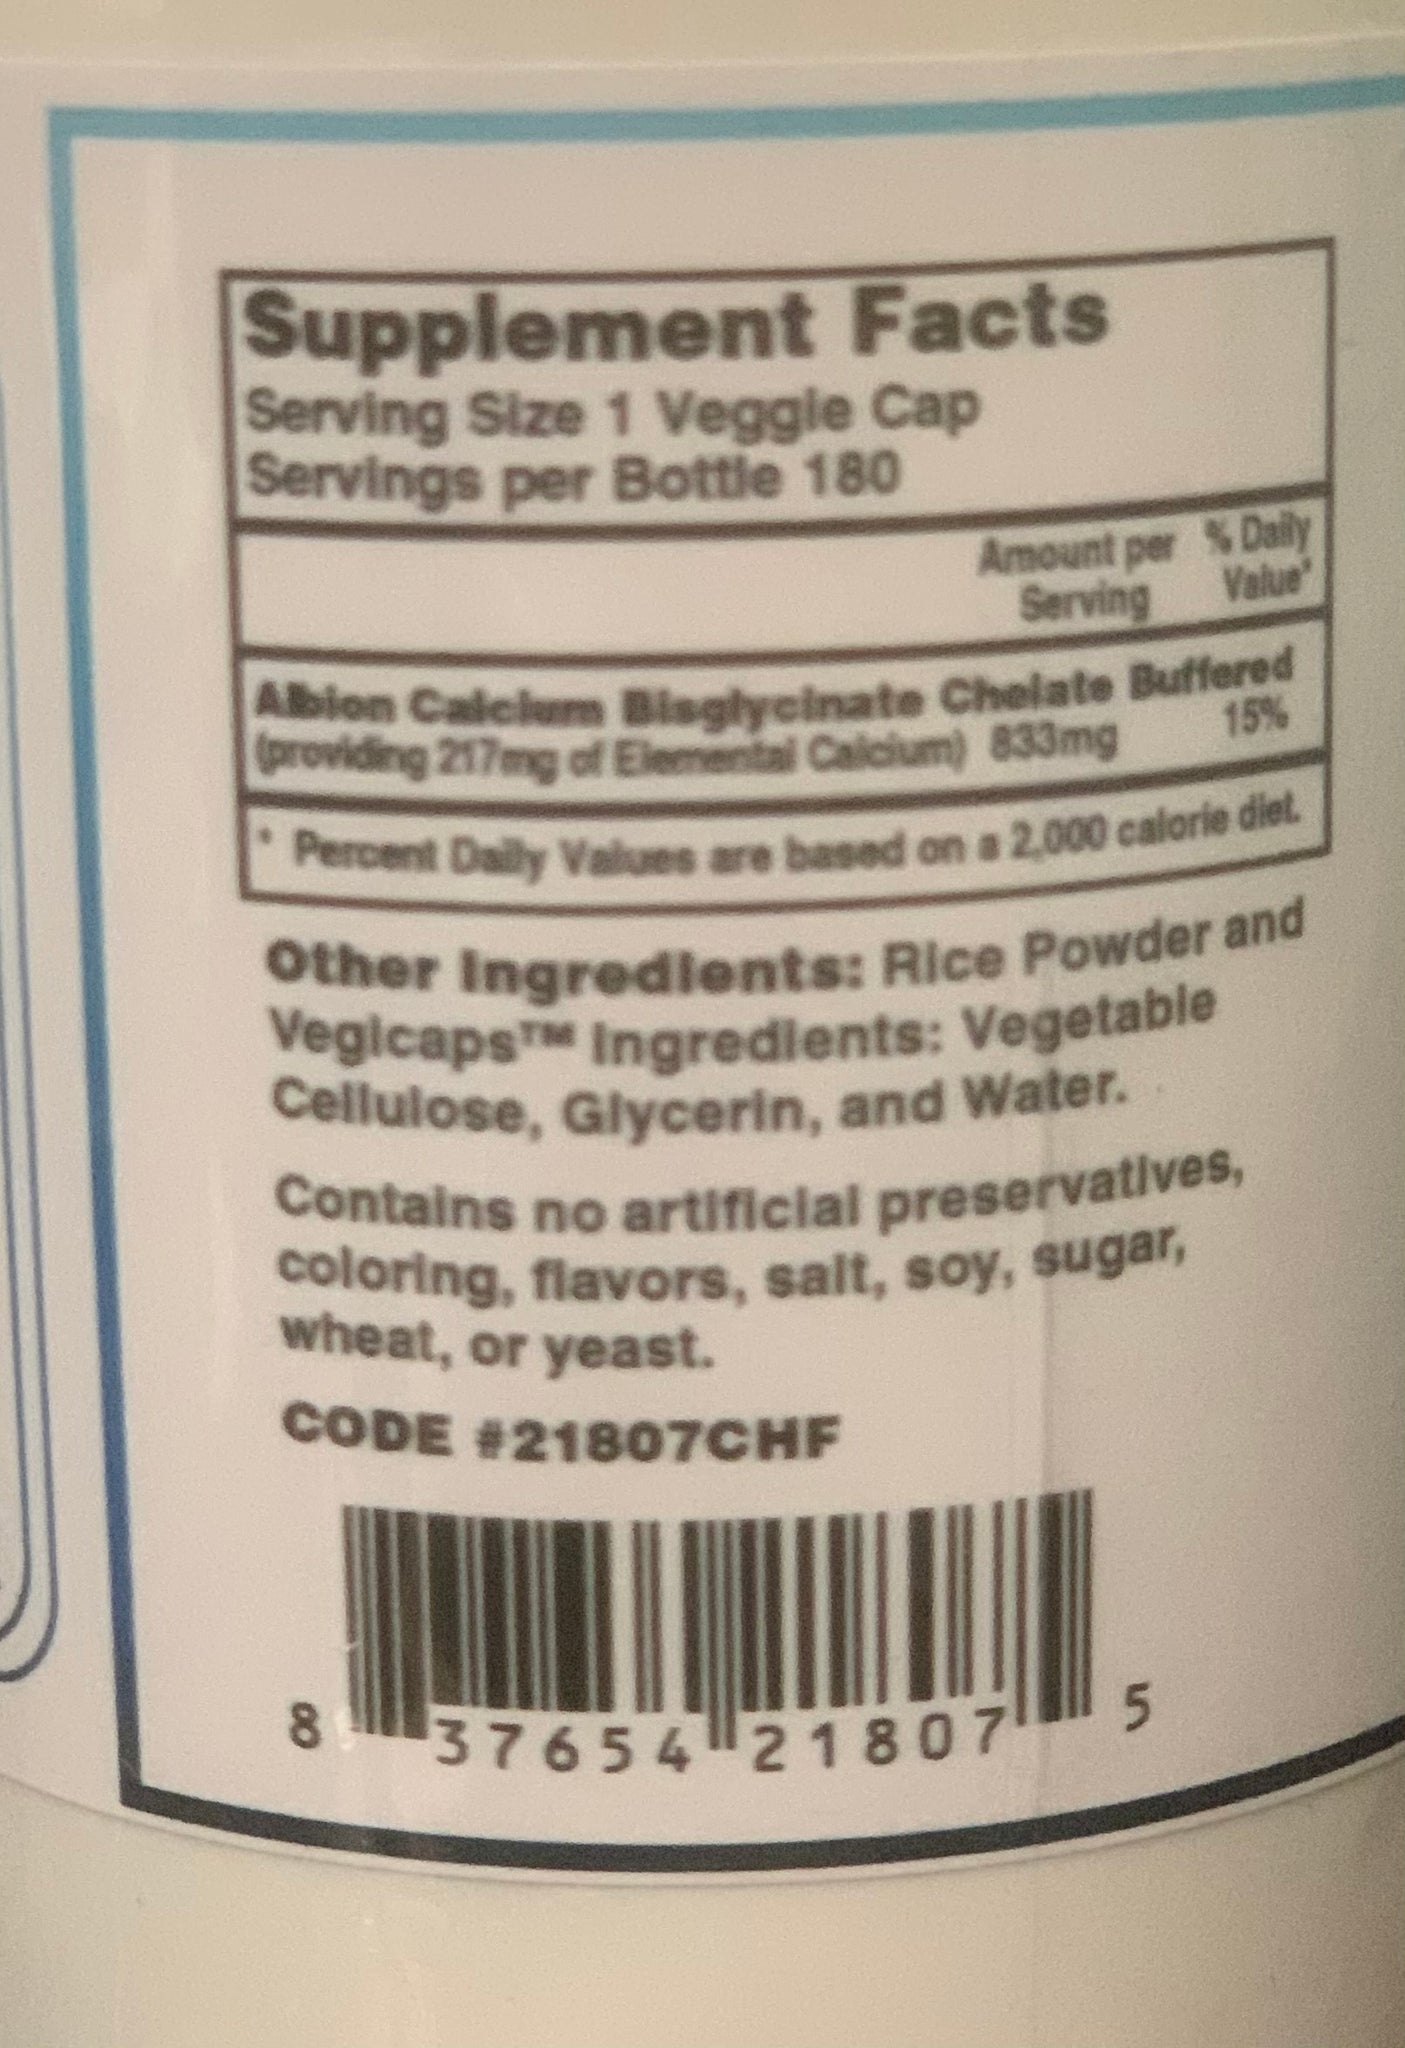 Supplement Facts
Serving Size 1 Veggie Cap
Servings per Bottle 180
Amount per % Daily
Serving Value*
Albion Calcium Bisglycinate Chelate Buffered
(providing 217mg of Elemental Calcium) 833mg 15%
* Percent Daily Values are based on a 2,000 calorie diet.
Other Ingredients: Rice Powder and
Vegicaps™ Ingredients: Vegetable
Cellulose, Glycerin, and Water.
Contains no artificial preservatives,
coloring, flavors, salt, soy, sugar,
wheat, or yeast.
CODE #21807CHF
8 37654 21807 5